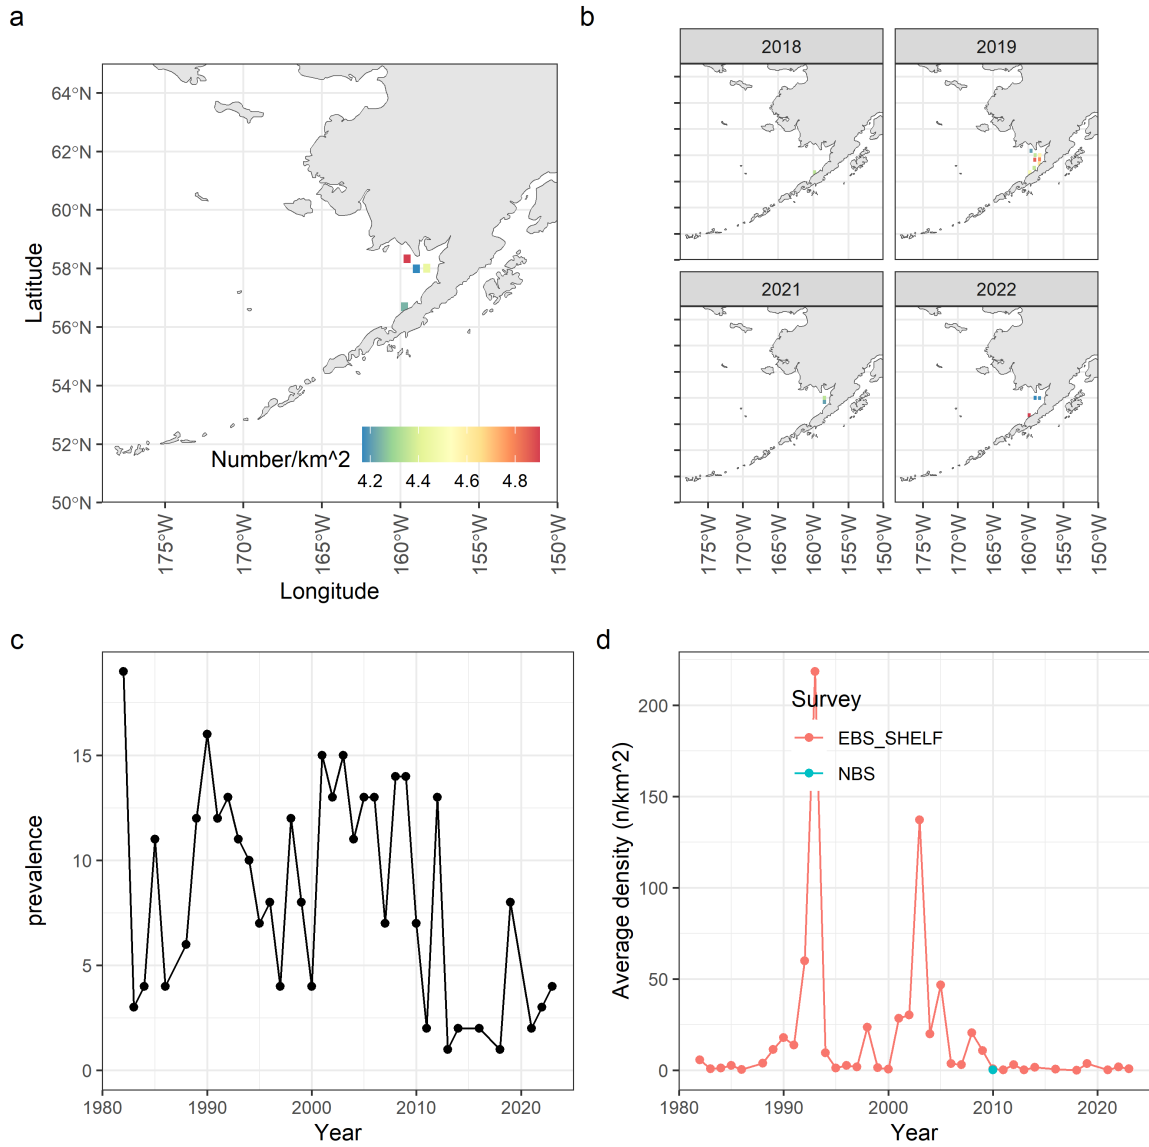 a
64°N
62°N
60°N
58°N
56°N
54°N
52°N
50°N
Latitude
Number/km^2
4.2 4.4 4.6 4.8
175°W 170°W 165°W 160°W 155°W 150°W
Longitude
b
2018 2019
2021 2022
175°W 170°W 165°W 160°W 155°W 150°W 175°W 170°W 165°W 160°W 155°W 150°W
c
prevalence
15
10
5
0
1980 1990 2000 2010 2020
Year
d
Average density (n/km^2)
200
150
100
50
0
Survey
EBS_SHELF
NBS
1980 1990 2000 2010 2020
Year